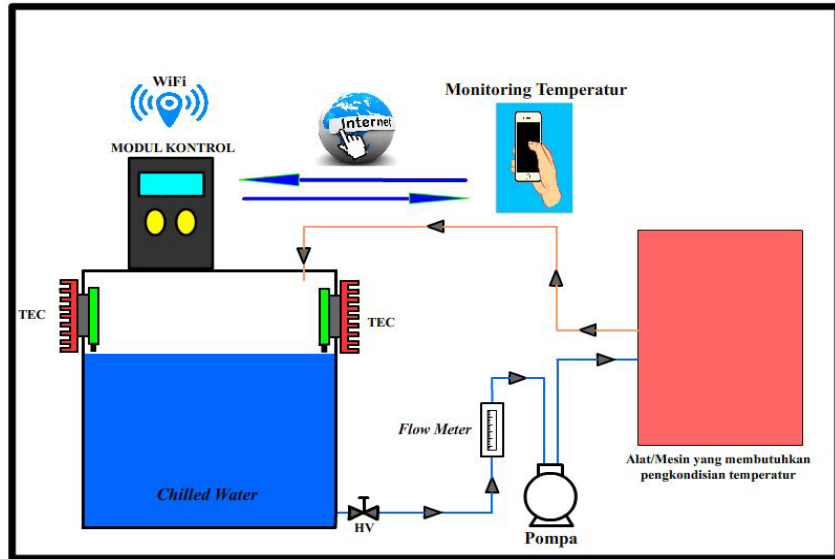 WiFi
MODUL KONTROL
Internet
Monitoring Temperatur
TEC
TEC
Chilled Water
HV
Flow Meter
Pompa
Alat/Mesin yang membutuhkan
pengkondisian temperatur